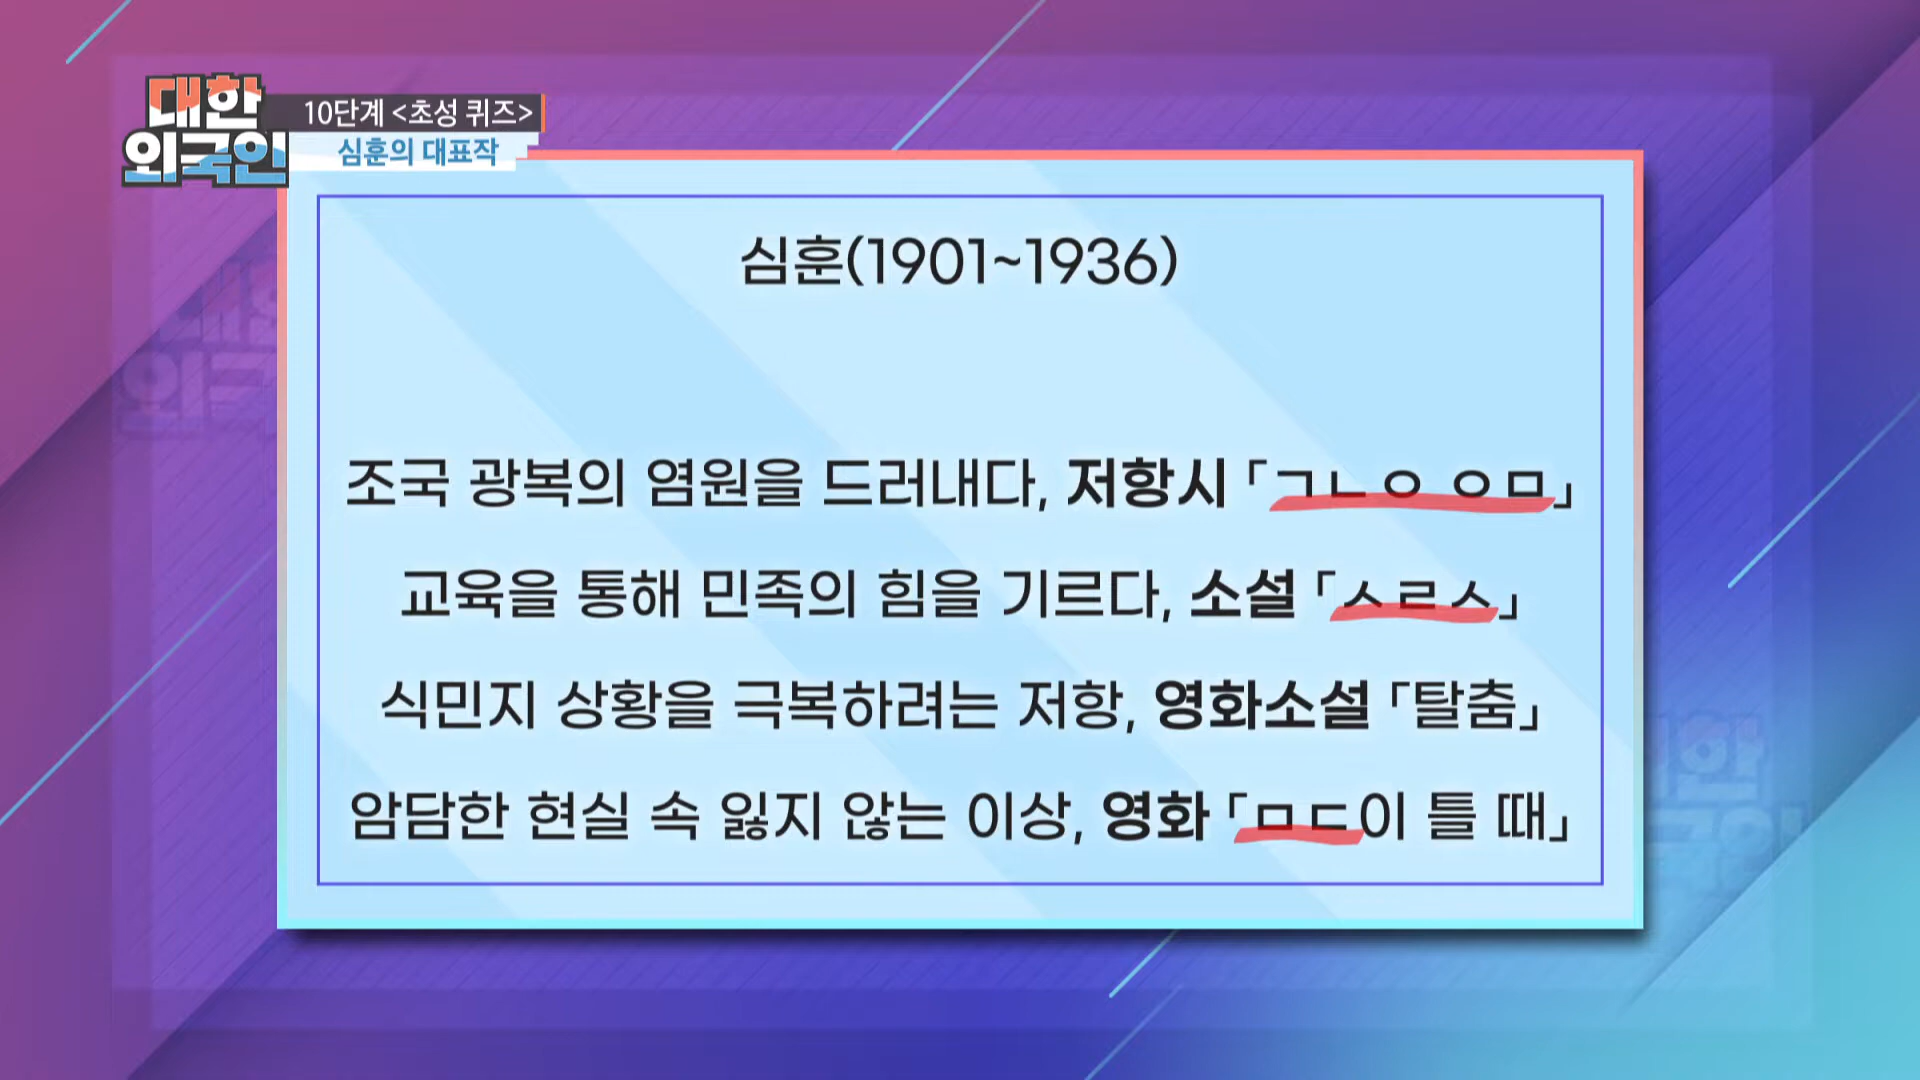 대한
외국인
10단계 <초성 퀴즈>
심훈의 대표작
심훈(1901~1936)
조국 광복의 염원을 드러내다, 저항시 「ㄱㄴㅇ ㅇㅁ」
교육을 통해 민족의 힘을 기르다, 소설 「ㅅㄹㅅ」
식민지 상황을 극복하려는 저항, 영화소설 「탈춤」
암담한 현실 속 잃지 않는 이상, 영화 「ㅁㄷ이 틀 때」